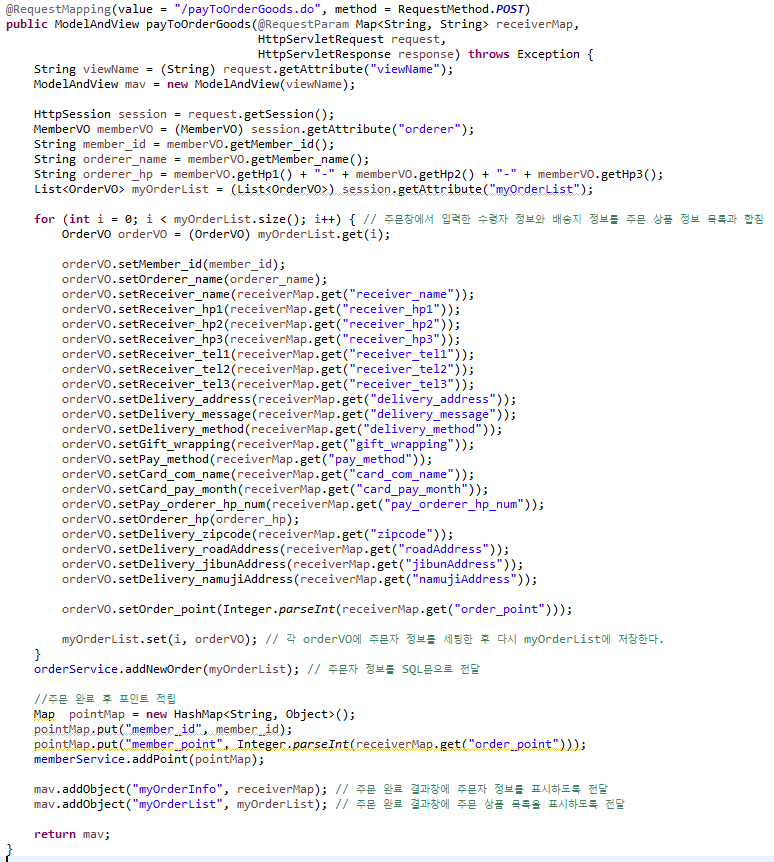 @RequestMapping(value = "/payToOrderGoods.do", method = RequestMethod.POST)
public ModelAndView payToOrderGoods(@RequestParam Map<String, String> receiverMap,
HttpServletRequest request,
HttpServletResponse response) throws Exception {
String viewName = (String) request.getAttribute("viewName");
ModelAndView mav = new ModelAndView(viewName);
HttpSession session = request.getSession();
MemberVO memberVO = (MemberVO) session.getAttribute("orderer");
String member_id = memberVO.getMember_id();
String orderer_name = memberVO.getMember_name();
String orderer_hp = memberVO.getHp1() + "-" + memberVO.getHp2() + "-" + memberVO.getHp3();
List<OrderVO> myOrderList = (List<OrderVO>) session.getAttribute("myOrderList");
for (int i = 0; i < myOrderList.size(); i++) { // 주문창에서 입력한 수령자 정보와 배송지 정보를 주문 상품 정보 목록과 합침
OrderVO orderVO = (OrderVO) myOrderList.get(i);
orderVO.setMember_id(member_id);
orderVO.setOrderer_name(orderer_name);
orderVO.setReceiver_name(receiverMap.get("receiver_name"));
orderVO.setReceiver_hp1(receiverMap.get("receiver_hp1"));
orderVO.setReceiver_hp2(receiverMap.get("receiver_hp2"));
orderVO.setReceiver_hp3(receiverMap.get("receiver_hp3"));
orderVO.setReceiver_tel1(receiverMap.get("receiver_tel1"));
orderVO.setReceiver_tel2(receiverMap.get("receiver_tel2"));
orderVO.setReceiver_tel3(receiverMap.get("receiver_tel3"));
orderVO.setDelivery_address(receiverMap.get("delivery_address"));
orderVO.setDelivery_message(receiverMap.get("delivery_message"));
orderVO.setDelivery_method(receiverMap.get("delivery_method"));
orderVO.setGift_wrapping(receiverMap.get("gift_wrapping"));
orderVO.setPay_method(receiverMap.get("pay_method"));
orderVO.setCard_com_name(receiverMap.get("card_com_name"));
orderVO.setCard_pay_month(receiverMap.get("card_pay_month"));
orderVO.setPay_orderer_hp_num(receiverMap.get("pay_orderer_hp_num"));
orderVO.setOrderer_hp(orderer_hp);
orderVO.setDelivery_zipcode(receiverMap.get("zipcode"));
orderVO.setDelivery_roadAddress(receiverMap.get("roadAddress"));
orderVO.setDelivery_jibunAddress(receiverMap.get("jibunAddress"));
orderVO.setDelivery_namujiAddress(receiverMap.get("namujiAddress"));
orderVO.setOrder_point(Integer.parseInt(receiverMap.get("order_point")));
myOrderList.set(i, orderVO); // 각 orderVO에 주문자 정보를 세팅한 후 다시 myOrderList에 저장한다.
}
orderService.addNewOrder(myOrderList); // 주문자 정보를 SQL문으로 전달
//주문 완료 후 포인트 적립
Map pointMap = new HashMap<String, Object>();
pointMap.put("member_id", member_id);
pointMap.put("member_point", Integer.parseInt(receiverMap.get("order_point")));
memberService.addPoint(pointMap);
mav.addObject("myOrderInfo", receiverMap); // 주문 완료 결과창에 주문자 정보를 표시하도록 전달
mav.addObject("myOrderList", myOrderList); // 주문 완료 결과창에 주문 상품 목록을 표시하도록 전달
return mav;
}